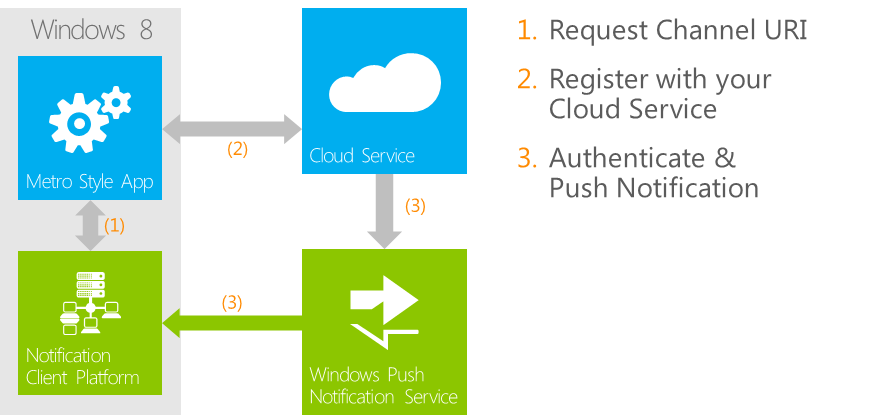 Windows 8
Metro Style App
(1)
Notification
Client Platform
(2)
Cloud Service
(3)
(3)
Windows Push
Notification Service
1. Request Channel URI
2. Register with your
Cloud Service
3. Authenticate &
Push Notification